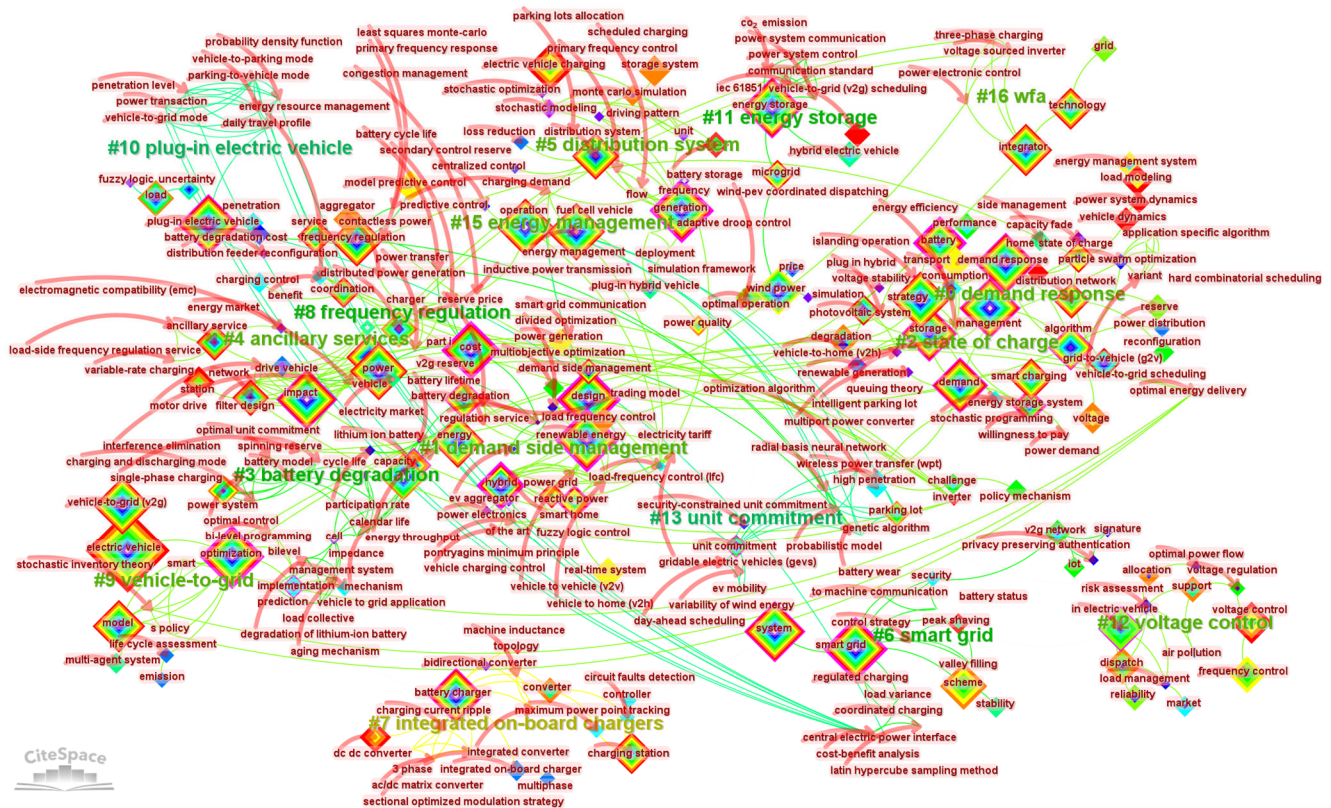 parking lots allocation
co2 emission
least squares monte-carlo
scheduled charging
power system communication
three-phase charging
probability density function
power system control
grid
primary frequency response
primary frequency control
voltage sourced inverter
vehicle-to-parking mode
electric vehicle charging
storage system
communication standard
congestion management
power electronic control
parking-to-vehicle mode
stochastic optimization
monte carlo simulation
iec 61851
vehicle-to-grid (v2g) scheduling
penetration level
#16 wfa
power transaction
energy resource management
stochastic modeling
driving pattern
energy storage
technology
vehicle-to-grid mode
daily travel profile
battery cycle life
loss reduction
distribution system
unit
#11 energy storage
secondary control reserve
#5 distribution system
hybrid electric vehicle
integrator
#10 plug-in electric vehicle
centralized control
energy management system
microgrid
load modeling
fuzzy logic
uncertainty
model predictive control
charging demand
battery storage
wind-pev coordinated dispatching
side management
power system dynamics
load
flow
frequency
energy efficiency
penetration
aggregator
predictive control
operation
fuel cell vehicle
generation
performance
capacity fade
vehicle dynamics
plug-in electric vehicle
service
contactless power
#15 energy management
adaptive droop control
islanding operation
battery
home state of charge
application specific algorithm
battery degradation cost
frequency regulation
energy management
deployment
transport
demand response
particle swarm optimization
distribution feeder reconfiguration
power transfer
inductive power transmission
simulation framework
price
plug in hybrid
consumption
variant
hard combinatorial scheduling
charging control
distributed power generation
plug-in hybrid vehicle
wind power
voltage stability
distribution network
electromagnetic compatibility (emc)
coordination
charger
reserve price
optimal operation
simulation
strategy
demand response
reserve
benefit
smart grid communication
photovoltaic system
management
power distribution
energy market
#8 frequency regulation
divided optimization
power quality
storage
algorithm
reconfiguration
ancillary service
#4 ancillary services
cost
power generation
degradation
#2 state of charge
load-side frequency regulation service
multiobjective optimization
vehicle-to-home (v2h)
grid-to-vehicle (g2v)
variable-rate charging
network
drive vehicle
power
v2g reserve
demand side management
renewable generation
queuing theory
smart charging
vehicle-to-grid scheduling
station
vehicle
battery lifetime
optimization algorithm
demand
optimal energy delivery
impact
battery degradation
design
trading model
intelligent parking lot
energy storage system
motor drive
filter design
electricity market
regulation service
load frequency control
multiport power converter
stochastic programming
voltage
optimal unit commitment
lithium ion battery
energy
renewable energy
electricity tariff
radial basis neural network
willingness to pay
interference elimination
spinning reserve
#1 demand side management
power demand
charging and discharging mode
battery model
cycle life
capacity
load-frequency control (lfc)
wireless power transfer (wpt)
single-phase charging
#3 battery degradation
hybrid
power grid
high penetration
challenge
vehicle-to-grid (v2g)
ev aggregator
reactive power
security-constrained unit commitment
inverter
policy mechanism
power system
participation rate
power electronics
smart home
#13 unit commitment
parking lot
optimal control
calendar life
of the art
fuzzy logic control
genetic algorithm
v2g network
signature
bi-level programming
cell
energy throughput
electric vehicle
optimization
bilevel
impedance
pontryagins minimum principle
unit commitment
probabilistic model
privacy preserving authentication
stochastic inventory theory
smart
management system
vehicle charging control
gridable electric vehicles (gevs)
battery wear
iot
optimal power flow
#9 vehicle-to-grid
implementation
mechanism
real-time system
ev mobility
security
allocation
voltage regulation
prediction
vehicle to grid application
vehicle to vehicle (v2v)
to machine communication
battery status
risk assessment
support
load collective
vehicle to home (v2h)
variability of wind energy
in electric vehicle
voltage control
model
s policy
degradation of lithium-ion battery
day-ahead scheduling
control strategy
peak shaving
#12 voltage control
life cycle assessment
aging mechanism
machine inductance
system
smart grid
#6 smart grid
air pollution
multi-agent system
topology
valley filling
dispatch
emission
bidirectional converter
circuit faults detection
regulated charging
scheme
load management
frequency control
battery charger
converter
controller
load variance
stability
reliability
market
charging current ripple
maximum power point tracking
coordinated charging
#7 integrated on-board chargers
central electric power interface
dc dc converter
integrated converter
charging station
cost-benefit analysis
3 phase
integrated on-board charger
latin hypercube sampling method
ac/dc matrix converter
multiphase
sectional optimized modulation strategy
CiteSpace